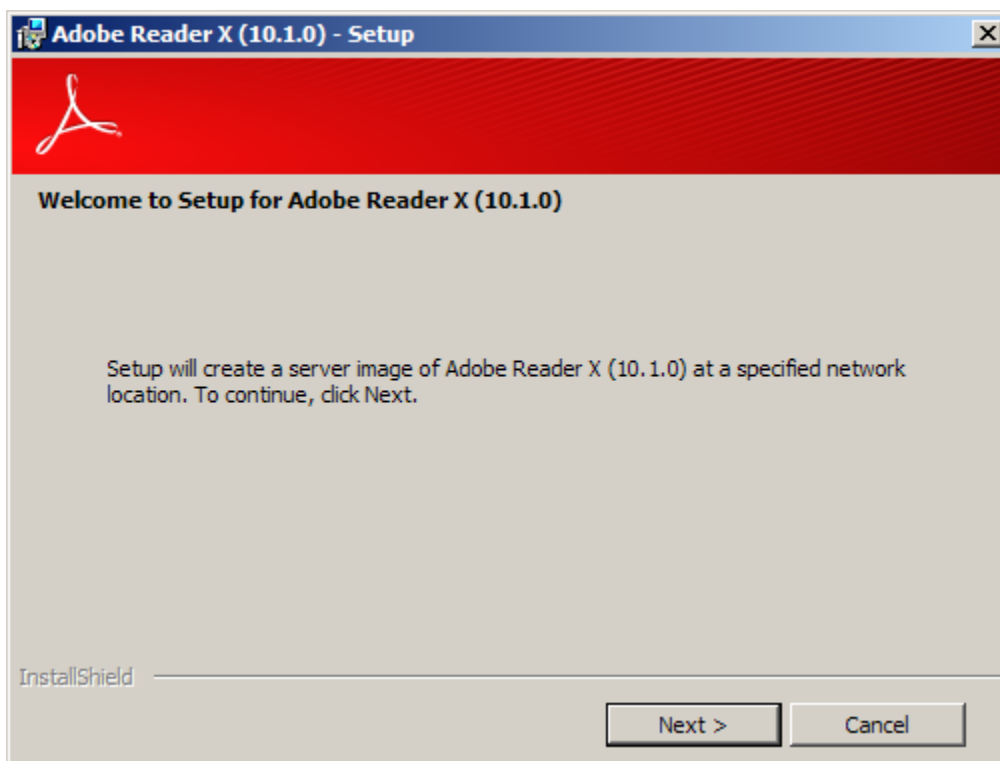 Adobe Reader X (10.1.0) - Setup
Welcome to Setup for Adobe Reader X (10.1.0)
Setup will create a server image of Adobe Reader X (10.1.0) at a specified network
location. To continue, click Next.
InstallShield
Next >
Cancel